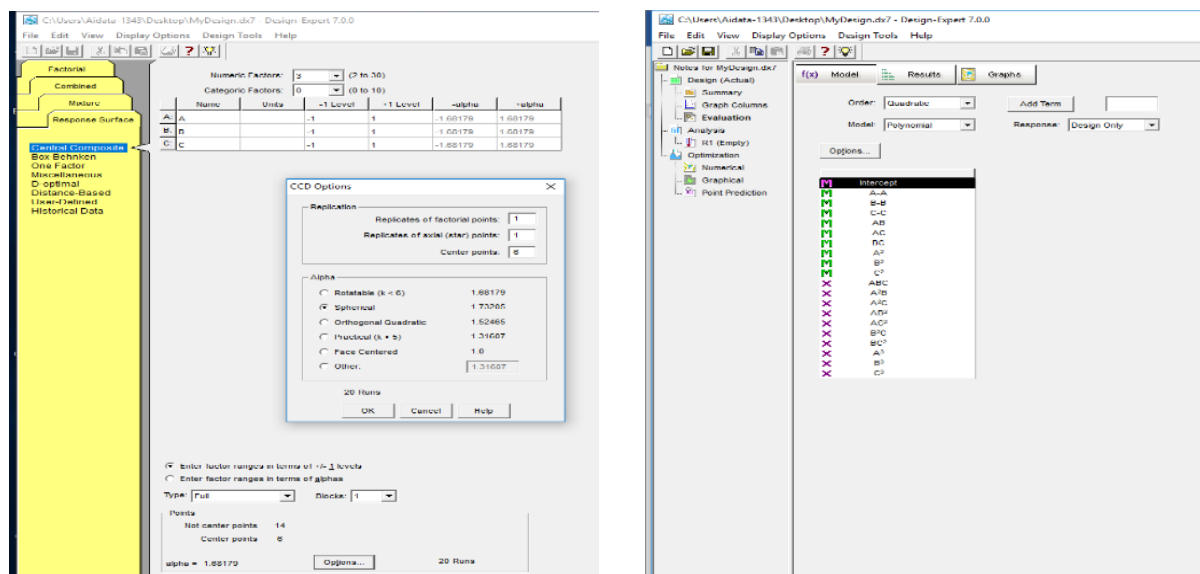 C:\Users\Aidata-1343\Desktop\MyDesign.dx7 - Design-Expert 7.0.0
File Edit View Display Options Design Tools Help
Factorial
Combined
Mixture
Response Surface
Central Composite
Box Behnken
One Factor
Miscellaneous
D-optimal
Distance-Based
User-Defined
Historical Data
Numeric Factors: 3 (2 to 30)
Categoric Factors: 0 (0 to 10)
Name Units -1 Level +1 Level -alpha +alpha
A: A -1 1 -1.68179 1.68179
B: B -1 1 -1.68179 1.68179
C: C -1 1 -1.68179 1.68179
CCD Options
Replication
Replicates of factorial points: 1
Replicates of axial (star) points: 1
Center points: 6
Alpha
Rotatable (k < 6) 1.68179
Spherical 1.73205
Orthogonal Quadratic 1.52465
Practical (k > 5) 1.31607
Face Centered 1.0
Other: 1.31607
20 Runs
OK Cancel Help
Enter factor ranges in terms of +/- 1 levels
Enter factor ranges in terms of alphas
Type: Full Blocks: 1
Points
Not center points 14
Center points 6
alpha = 1.68179 Options... 20 Runs
C:\Users\Aidata-1343\Desktop\MyDesign.dx7 - Design-Expert 7.0.0
File Edit View Display Options Design Tools Help
Notes for MyDesign.dx7
Design (Actual)
Summary
Graph Columns
Evaluation
Analysis
R1 (Empty)
Optimization
Numerical
Graphical
Point Prediction
f(x) Model Results Graphs
Order: Quadratic Add Term
Model: Polynomial Response: Design Only
Options...
M Intercept
M A-A
M B-B
M C-C
M AB
M AC
M BC
M A²
M B²
M C²
X ABC
X A²B
X A²C
X AB²
X AC²
X B²C
X BC²
X A³
X B³
X C³